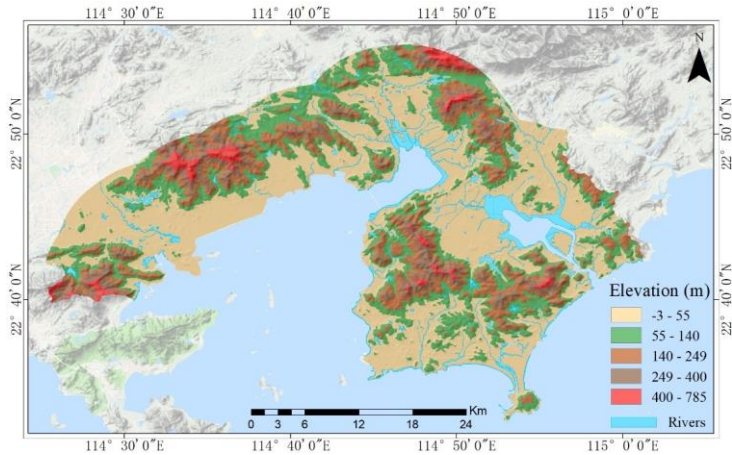 114° 30′ 0″E 114° 40′ 0″E 114° 50′ 0″E 115° 0′ 0″E
N
22° 50′ 0″N
22° 50′ 0″N
22° 40′ 0″N
22° 40′ 0″N
Elevation (m)
-3 - 55
55 - 140
140 - 249
249 - 400
400 - 785
Rivers
Km
0 3 6 12 18 24
114° 30′ 0″E 114° 40′ 0″E 114° 50′ 0″E 115° 0′ 0″E